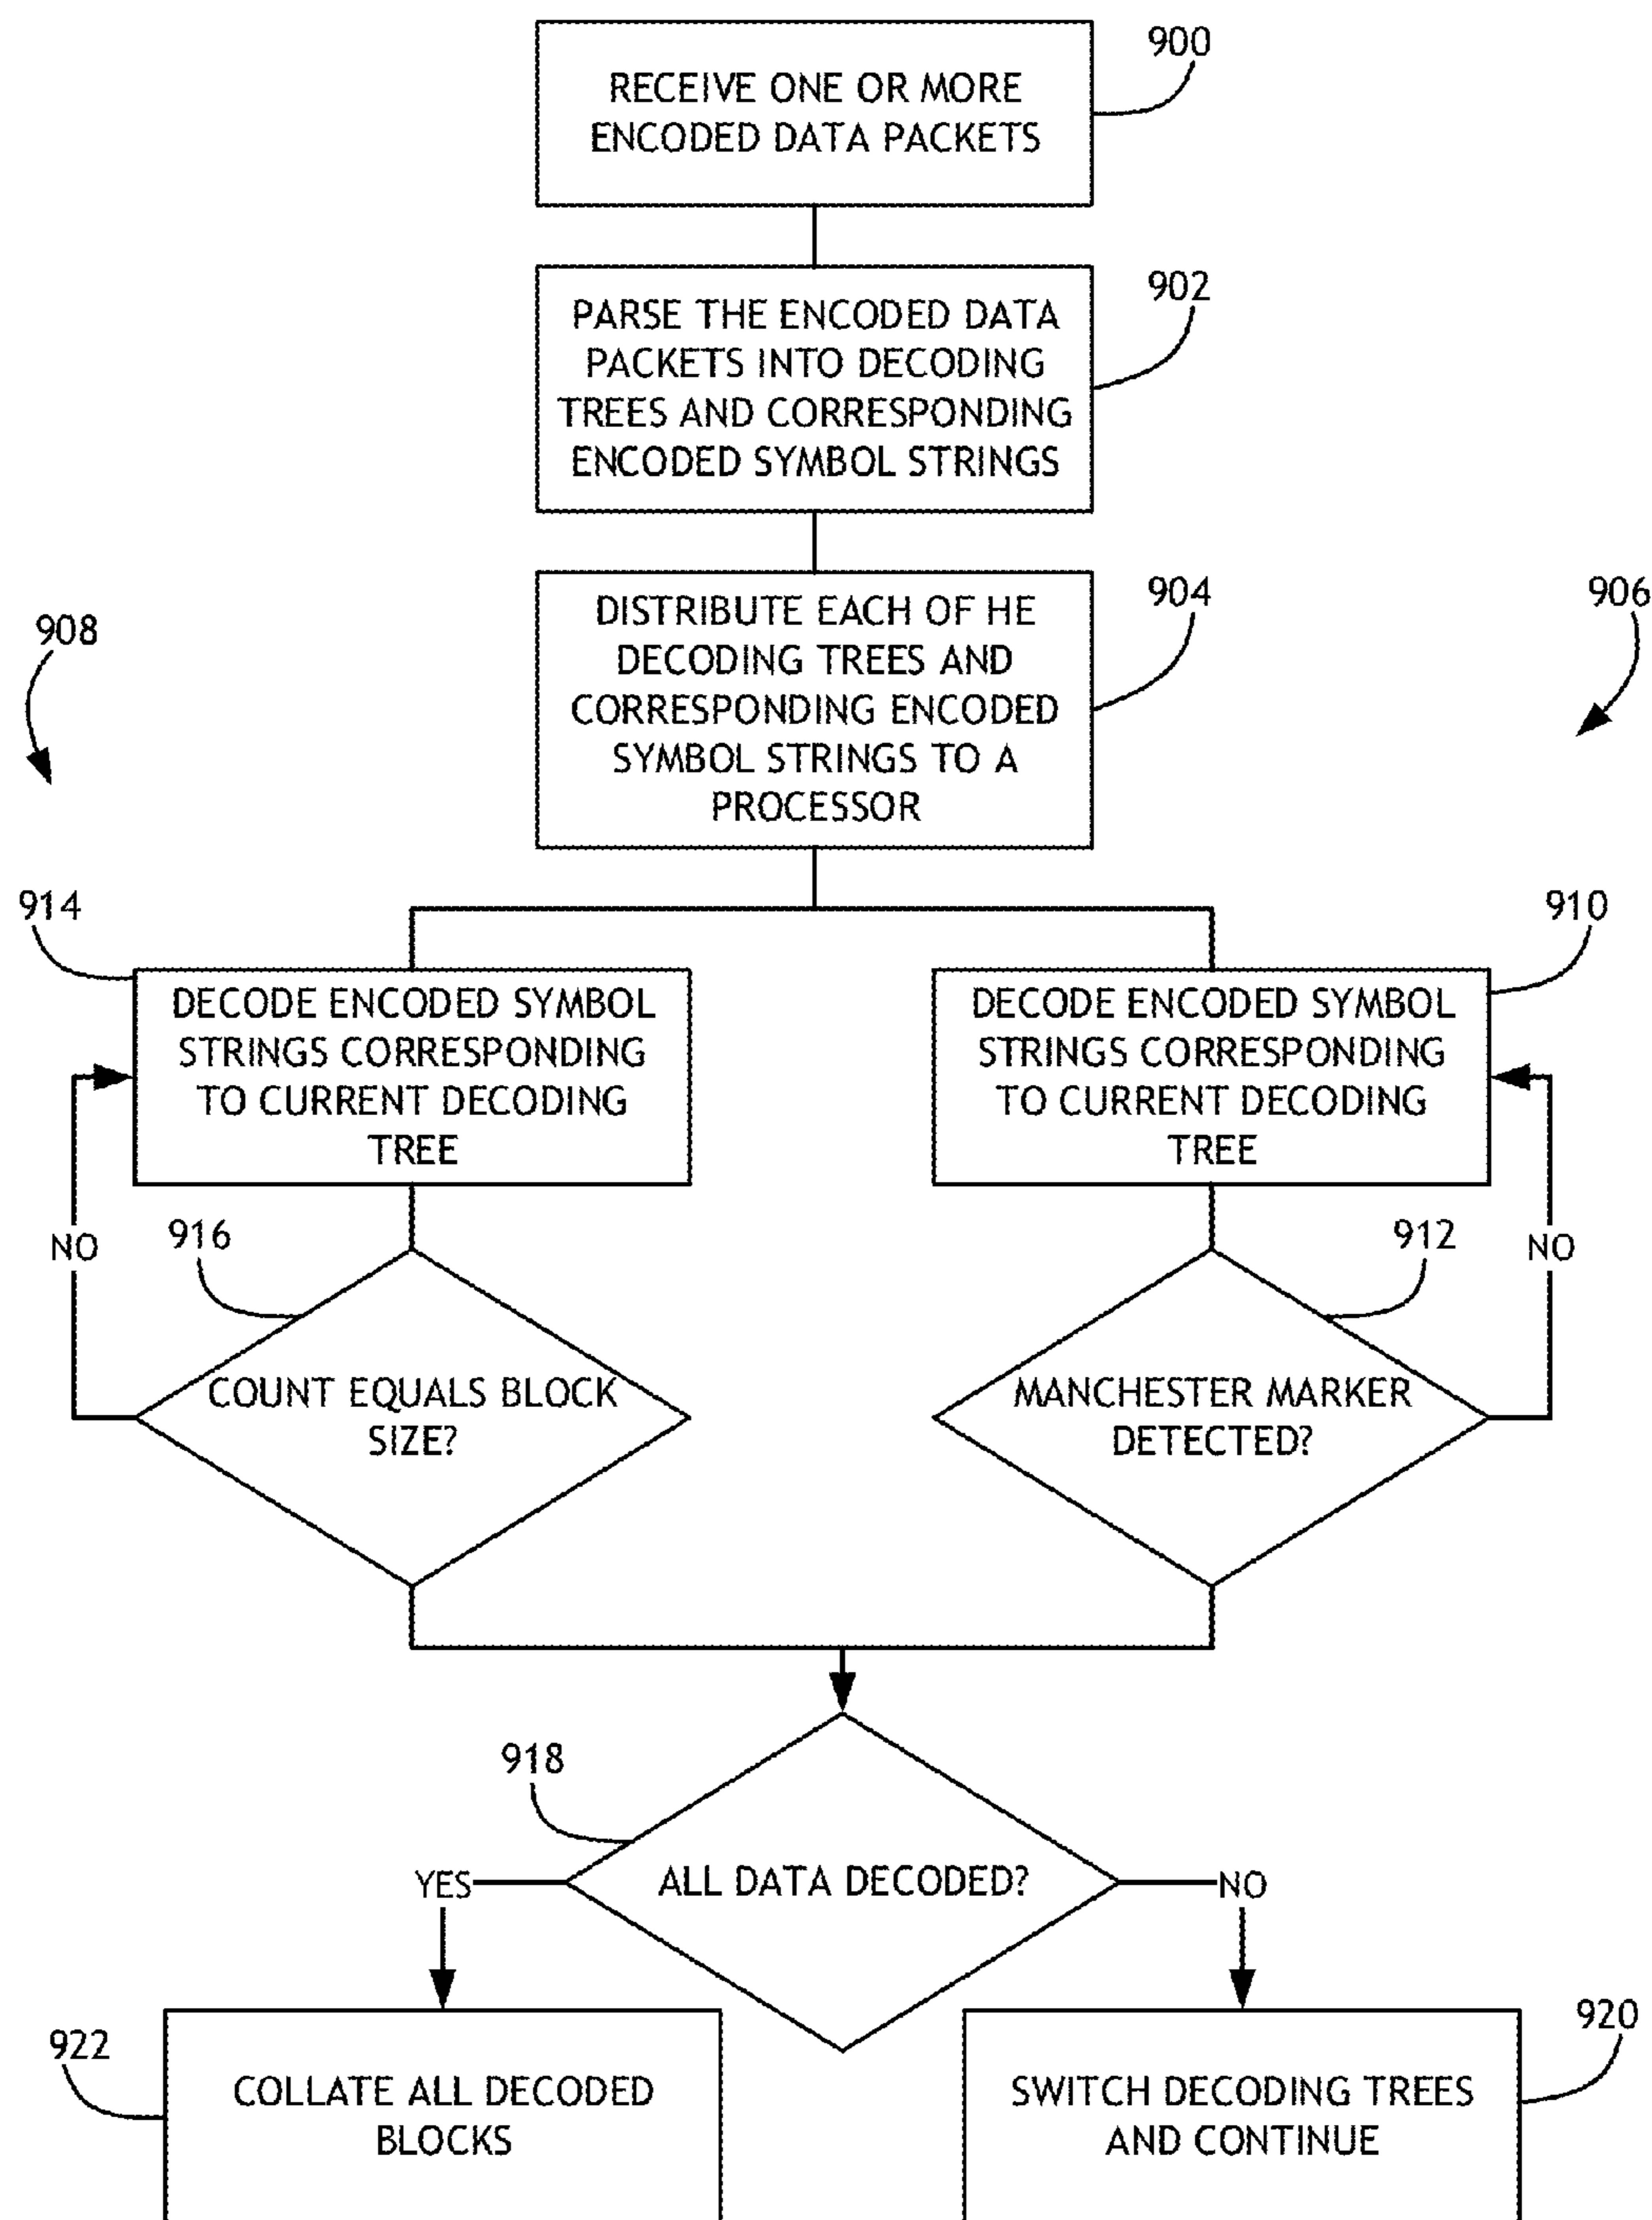 900
RECEIVE ONE OR MORE
ENCODED DATA PACKETS
902
PARSE THE ENCODED DATA
PACKETS INTO DECODING
TREES AND CORRESPONDING
ENCODED SYMBOL STRINGS
904
906
908
DISTRIBUTE EACH OF HE
DECODING TREES AND
CORRESPONDING ENCODED
SYMBOL STRINGS TO A
PROCESSOR
914
DECODE ENCODED SYMBOL
STRINGS CORRESPONDING
TO CURRENT DECODING
TREE
910
DECODE ENCODED SYMBOL
STRINGS CORRESPONDING
TO CURRENT DECODING
TREE
NO
916
COUNT EQUALS BLOCK
SIZE?
912
NO
MANCHESTER MARKER
DETECTED?
918
YES
ALL DATA DECODED?
NO
922
COLLATE ALL DECODED
BLOCKS
920
SWITCH DECODING TREES
AND CONTINUE